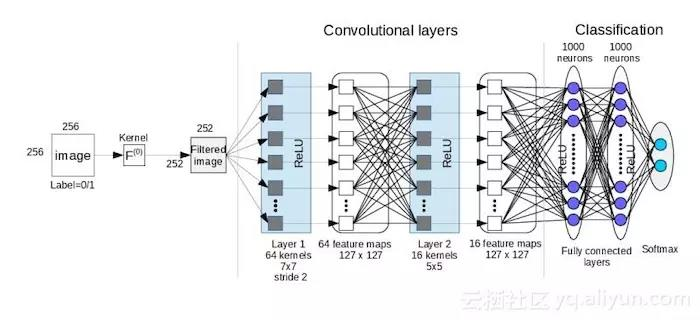 Convolutional layers
Classification
1000
neurons
1000
neurons
256
256
image
Label=0/1
Kernel
F(0)
252
252
Filtered
image
ReLU
ReLU
ReLU
ReLU
Layer 1
64 kernels
7x7
stride 2
64 feature maps
127 x 127
Layer 2
16 kernels
5x5
16 feature maps
127 x 127
Fully connected
layers
Softmax
云栖社区 yq.aliyun.com